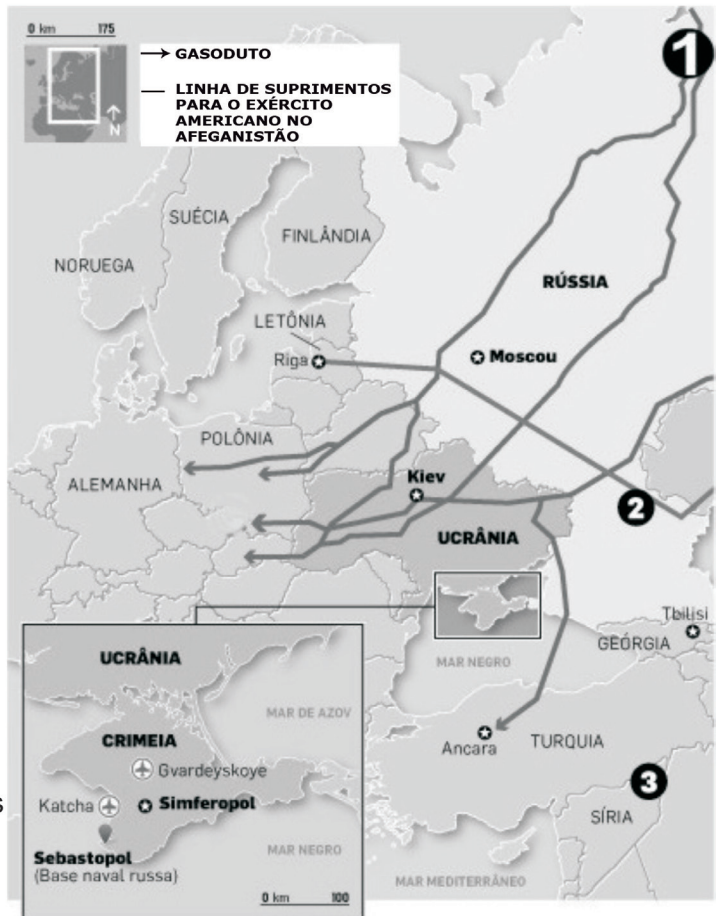 0 km 175
N
GASODUTO
LINHA DE SUPRIMENTOS
PARA O EXÉRCITO
AMERICANO NO
AFEGANISTÃO
1
SUÉCIA
FINLÂNDIA
NORUEGA
RÚSSIA
LETÔNIA
Riga
Moscou
POLÔNIA
ALEMANHA
Kiev
2
UCRÂNIA
Tbilisi
GEÓRGIA
MAR NEGRO
Ancara
TURQUIA
3
SÍRIA
MAR MEDITERRÂNEO
UCRÂNIA
MAR DE AZOV
CRIMEIA
Gvardeyskoye
Katcha
Simferopol
Sebastopol
(Base naval russa)
MAR NEGRO
0 km 100
s